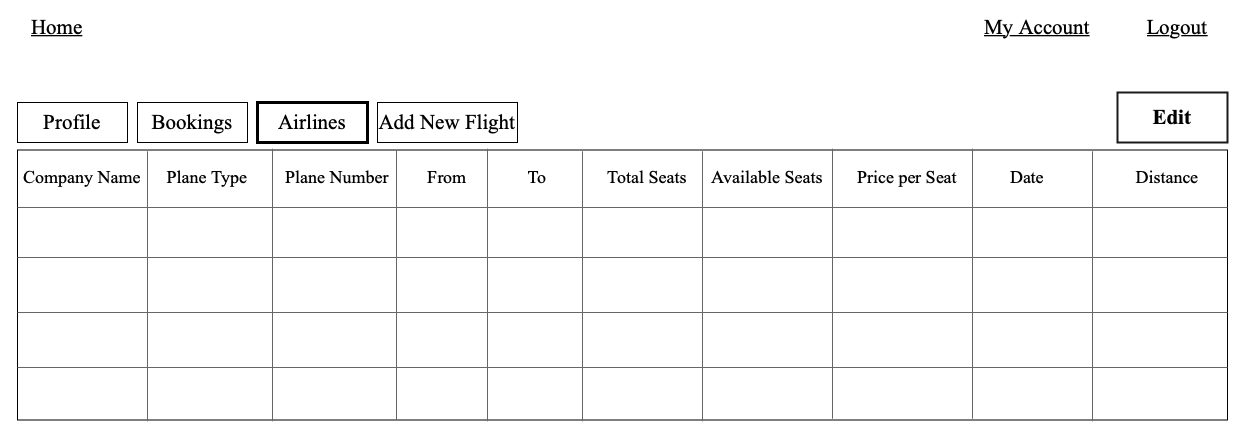 Home My Account Logout
Profile Bookings Airlines Add New Flight Edit
Company Name Plane Type Plane Number From To Total Seats Available Seats Price per Seat Date Distance